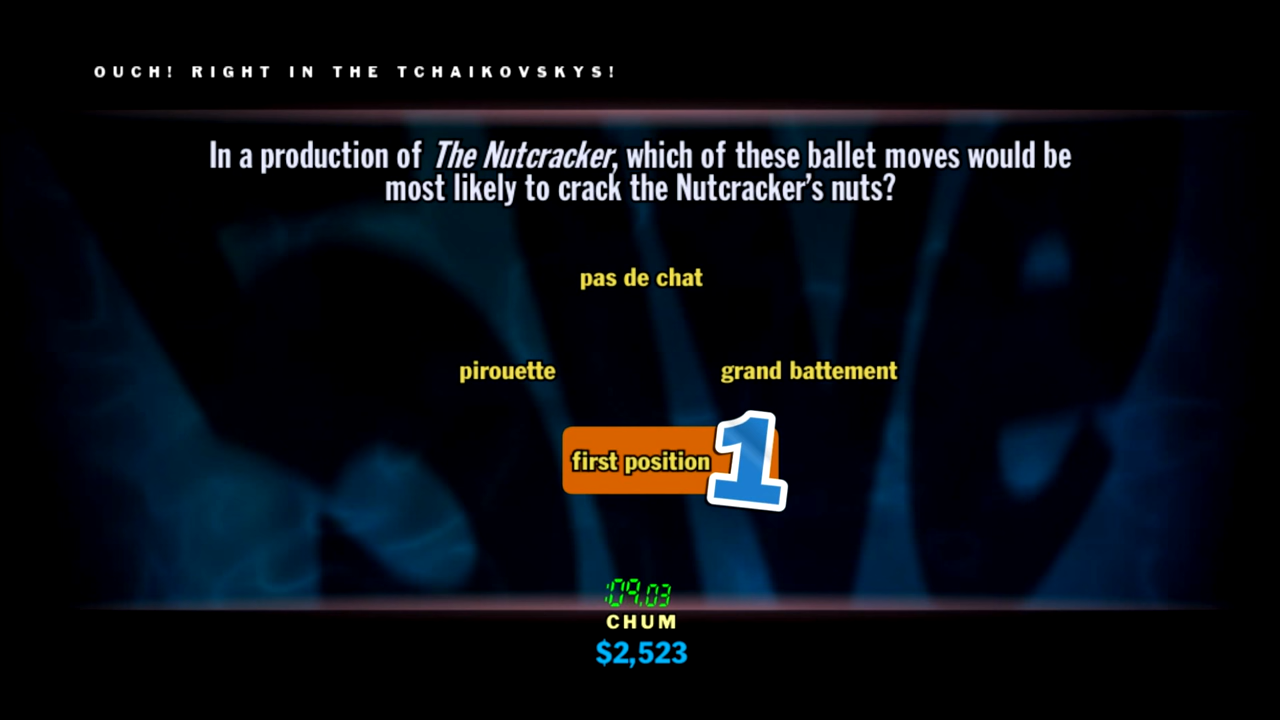 OUCH! RIGHT IN THE TCHAIKOVSKYS!
In a production of The Nutcracker, which of these ballet moves would be
most likely to crack the Nutcracker's nuts?
pas de chat
pirouette
grand battement
first position 1
:09.03
CHUM
$2,523